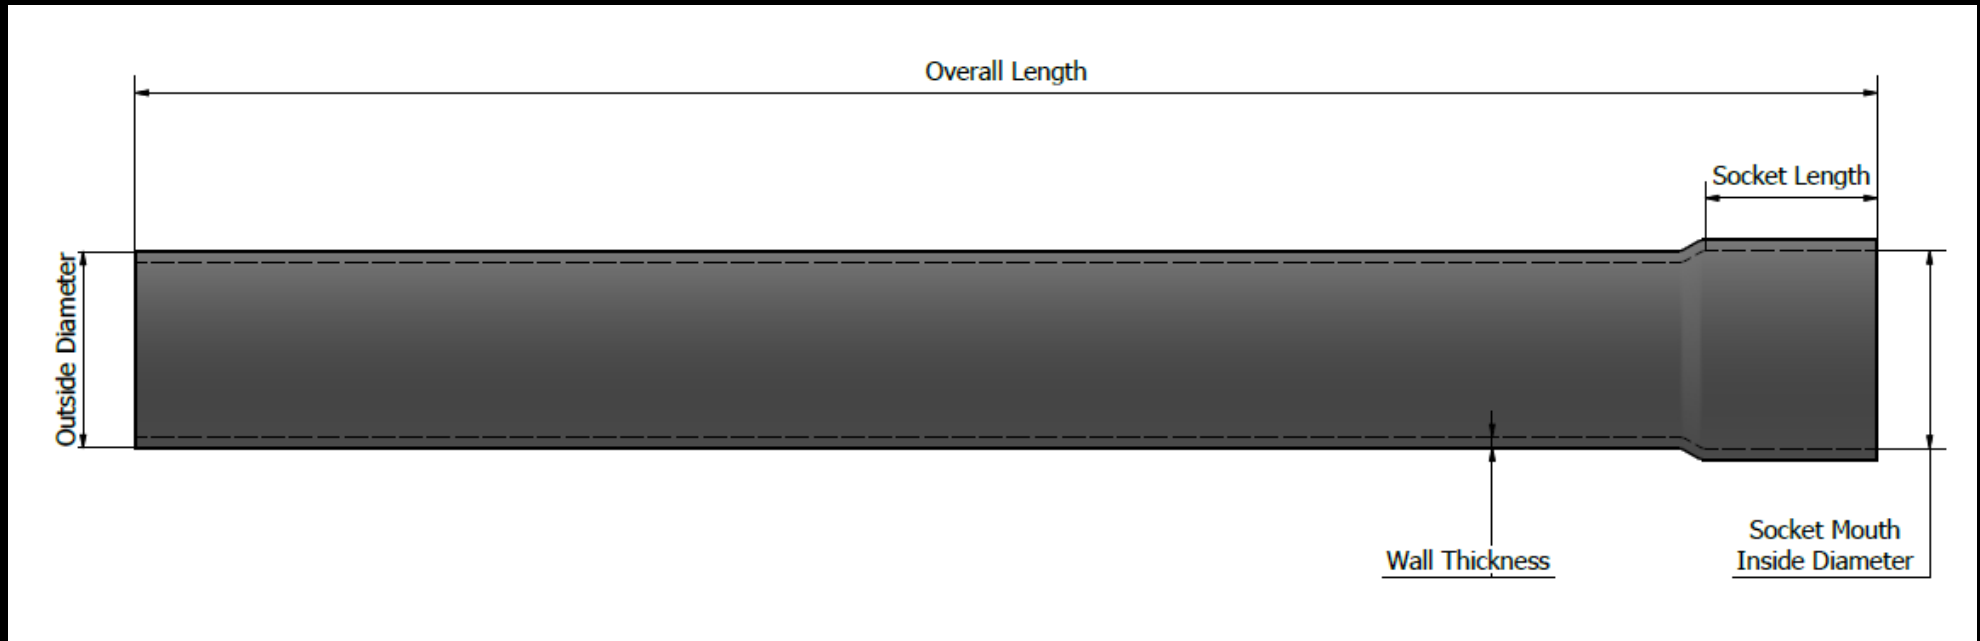 Overall Length
Socket Length
Outside Diameter
Socket Mouth
Inside Diameter
Wall Thickness